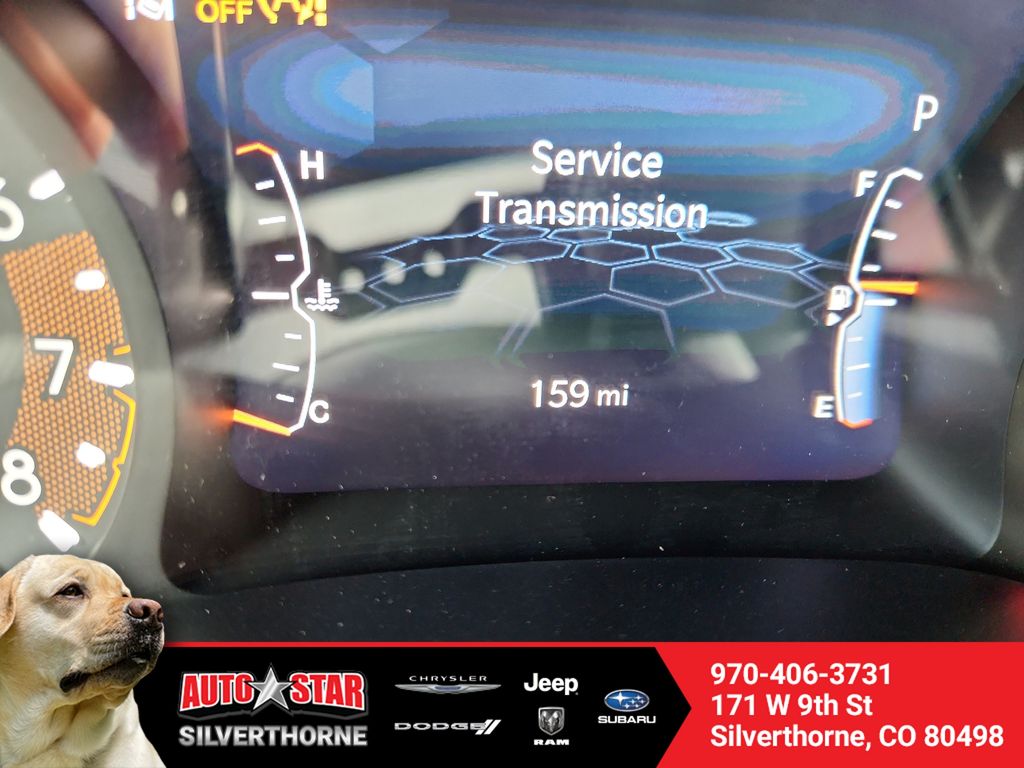 OFF
P
H
Service
F
Transmission
6
7
159 mi
C
E
8
AUTO STAR
SILVERTHORNE
CHRYSLER
DODGE
Jeep
RAM
SUBARU
970-406-3731
171 W 9th St
Silverthorne, CO 80498